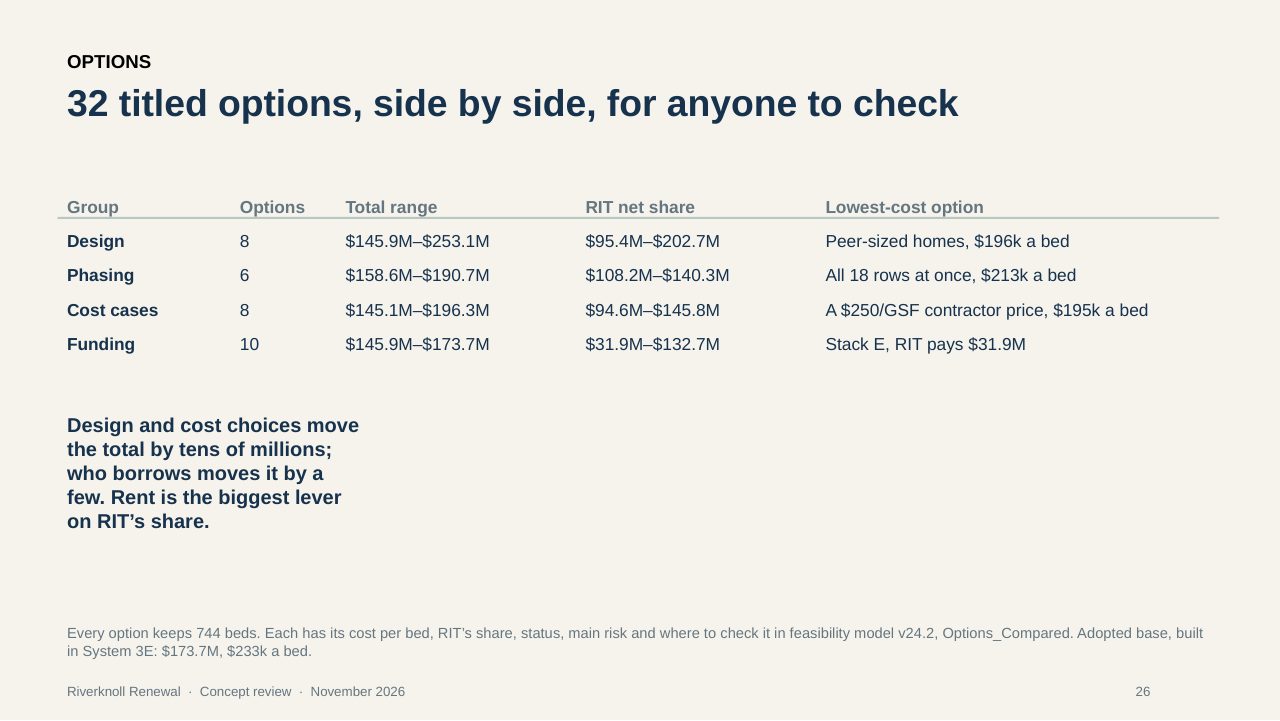 OPTIONS
32 titled options, side by side, for anyone to check
Group Options Total range RIT net share Lowest-cost option
Design 8 $145.9M–$253.1M $95.4M–$202.7M Peer-sized homes, $196k a bed
Phasing 6 $158.6M–$190.7M $108.2M–$140.3M All 18 rows at once, $213k a bed
Cost cases 8 $145.1M–$196.3M $94.6M–$145.8M A $250/GSF contractor price, $195k a bed
Funding 10 $145.9M–$173.7M $31.9M–$132.7M Stack E, RIT pays $31.9M
Design and cost choices move
the total by tens of millions;
who borrows moves it by a
few. Rent is the biggest lever
on RIT’s share.
Every option keeps 744 beds. Each has its cost per bed, RIT’s share, status, main risk and where to check it in feasibility model v24.2, Options_Compared. Adopted base, built
in System 3E: $173.7M, $233k a bed.
Riverknoll Renewal · Concept review · November 2026 26